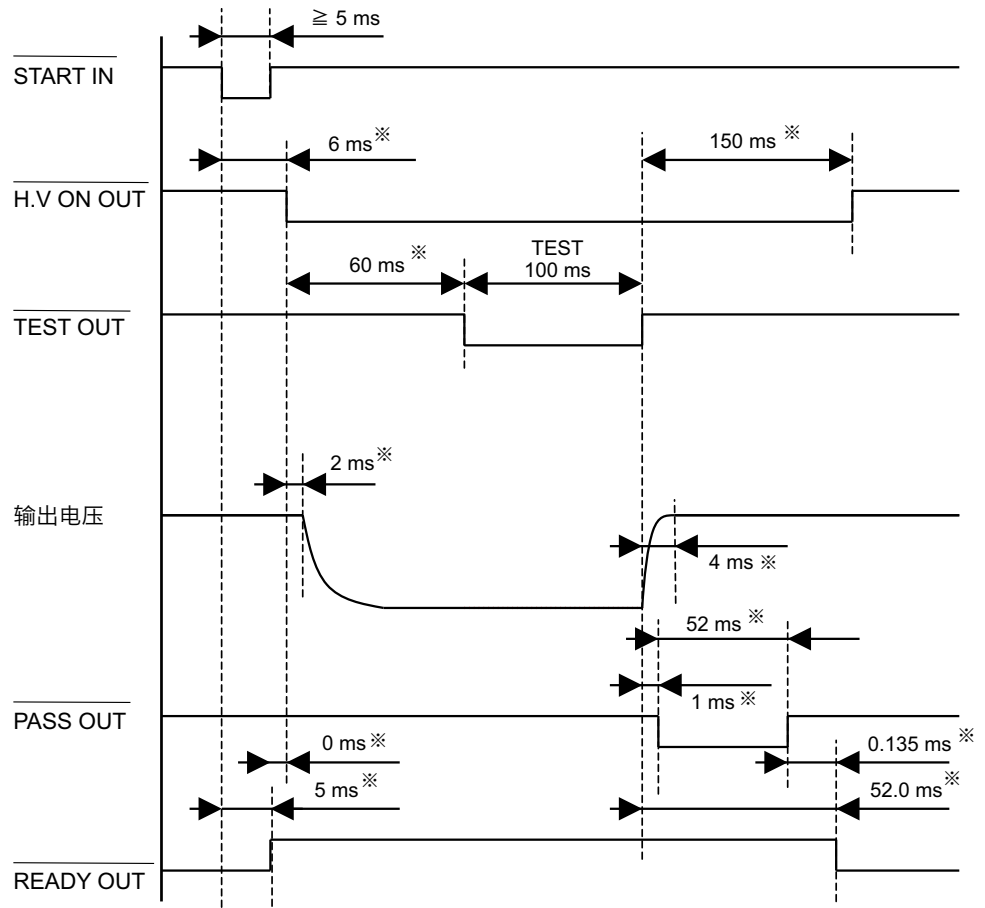 ≧ 5 ms
START IN
6 ms※
150 ms ※
H.V ON OUT
60 ms ※
TEST
100 ms
TEST OUT
2 ms※
输出电压
4 ms ※
52 ms ※
1 ms ※
PASS OUT
0 ms※
0.135 ms ※
5 ms※
52.0 ms※
READY OUT